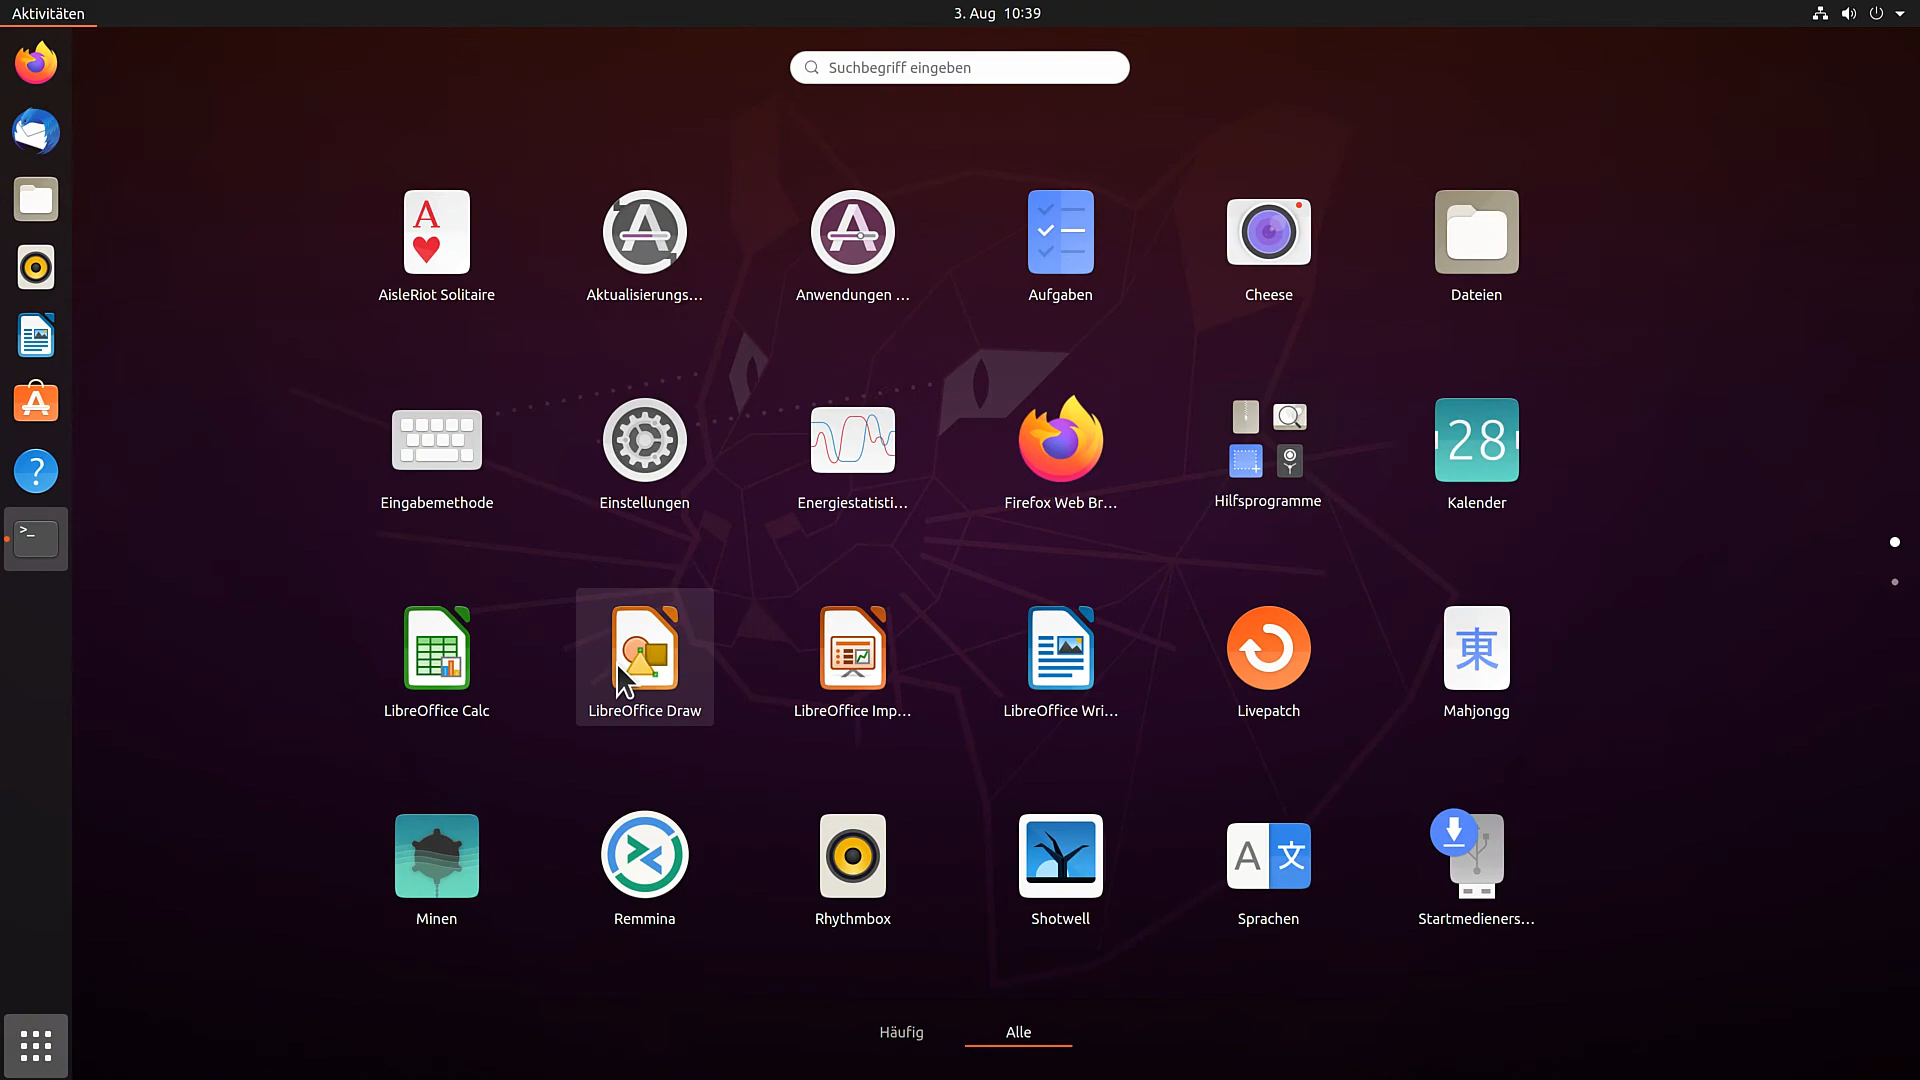 Aktivitäten
3. Aug 10:39
Suchbegriff eingeben
AisleRiot Solitaire
Aktualisierungs...
Anwendungen ...
Aufgaben
Cheese
Dateien
28
Eingabemethode
Einstellungen
Energiestatisti...
Firefox Web Br...
Hilfsprogramme
Kalender
東
LibreOffice Calc
LibreOffice Draw
LibreOffice Imp...
LibreOffice Wri...
Livepatch
Mahjongg
A 文
Minen
Remmina
Rhythmbox
Shotwell
Sprachen
Startmedieners...
Häufig
Alle